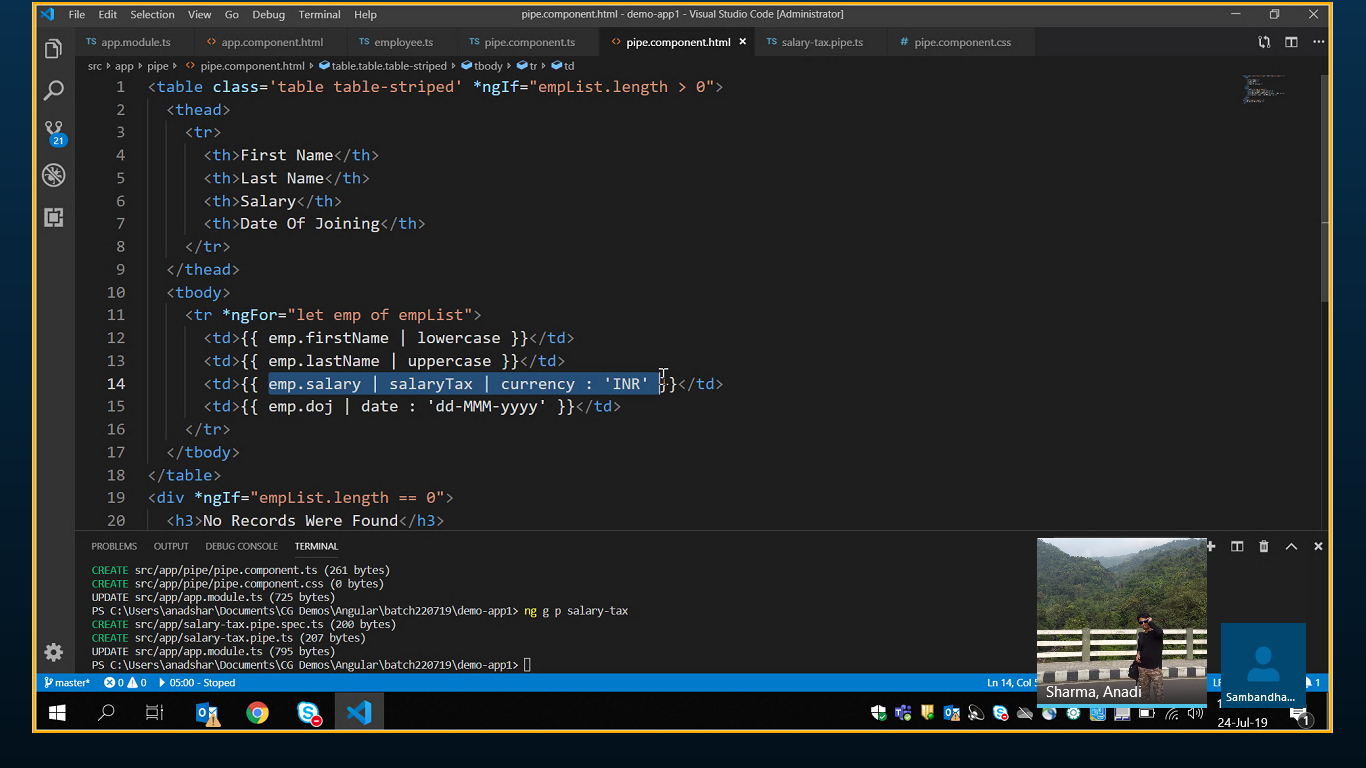 File Edit Selection View Go Debug Terminal Help pipe.component.html - demo-app1 - Visual Studio Code [Administrator]
TS app.module.ts <> app.component.html TS employee.ts TS pipe.component.ts <> pipe.component.html × TS salary-tax.pipe.ts # pipe.component.css
src › app › pipe › <> pipe.component.html › table.table.table-striped › tbody › tr › td
1 <table class='table table-striped' *ngIf="empList.length > 0">
2 <thead>
3 <tr>
4 <th>First Name</th>
5 <th>Last Name</th>
6 <th>Salary</th>
7 <th>Date Of Joining</th>
8 </tr>
9 </thead>
10 <tbody>
11 <tr *ngFor="let emp of empList">
12 <td>{{ emp.firstName | lowercase }}</td>
13 <td>{{ emp.lastName | uppercase }}</td>
14 <td>{{ emp.salary | salaryTax | currency : 'INR' }}</td>
15 <td>{{ emp.doj | date : 'dd-MMM-yyyy' }}</td>
16 </tr>
17 </tbody>
18 </table>
19 <div *ngIf="empList.length == 0">
20 <h3>No Records Were Found</h3>
21
PROBLEMS OUTPUT DEBUG CONSOLE TERMINAL
CREATE src/app/pipe/pipe.component.ts (261 bytes)
CREATE src/app/pipe/pipe.component.css (0 bytes)
UPDATE src/app/app.module.ts (725 bytes)
PS C:\Users\anadshar\Documents\CG Demos\Angular\batch220719\demo-app1> ng g p salary-tax
CREATE src/app/salary-tax.pipe.spec.ts (200 bytes)
CREATE src/app/salary-tax.pipe.ts (207 bytes)
UPDATE src/app/app.module.ts (795 bytes)
PS C:\Users\anadshar\Documents\CG Demos\Angular\batch220719\demo-app1>
master* 0 0 05:00 - Stoped Ln 14, Col 1
Sharma, Anadi
Sambandha...
24-Jul-19 1